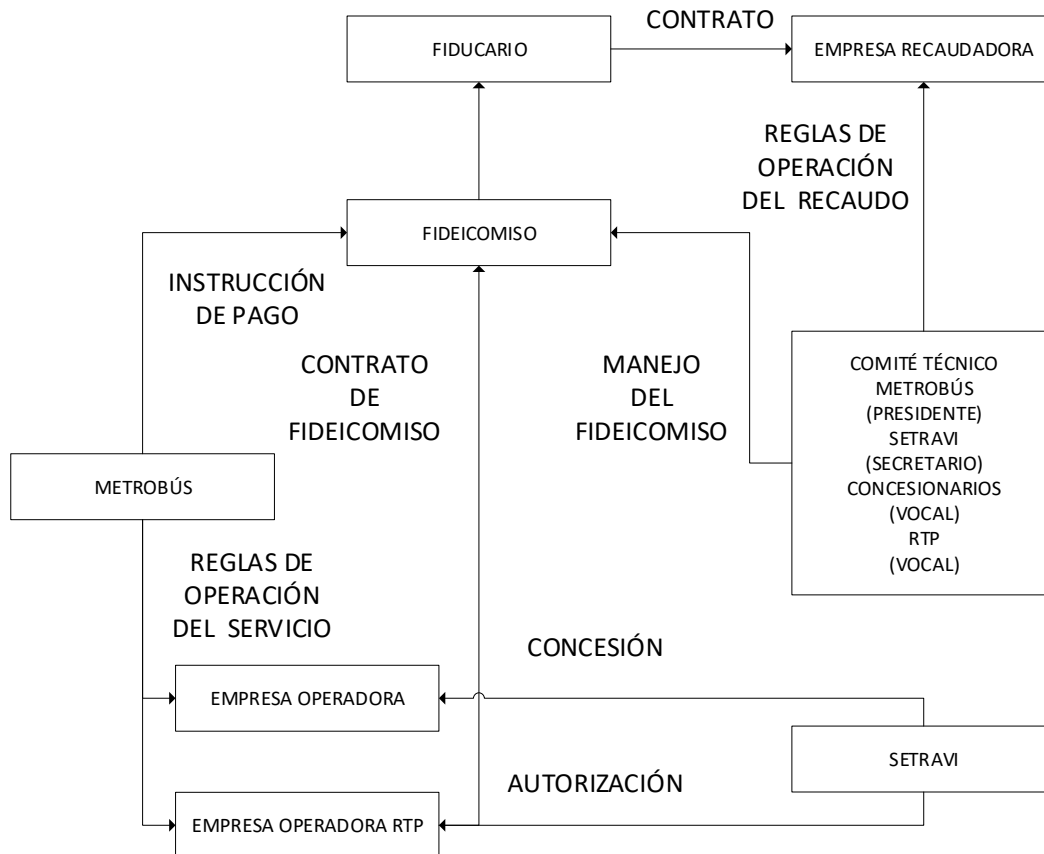 CONTRATO
FIDUCARIO
EMPRESA RECAUDADORA
REGLAS DE
OPERACIÓN
DEL RECAUDO
FIDEICOMISO
INSTRUCCIÓN
DE PAGO
CONTRATO
DE
FIDEICOMISO
MANEJO
DEL
FIDEICOMISO
COMITÉ TÉCNICO
METROBÚS
(PRESIDENTE)
SETRAVI
(SECRETARIO)
CONCESIONARIOS
(VOCAL)
RTP
(VOCAL)
METROBÚS
REGLAS DE
OPERACIÓN
DEL SERVICIO
CONCESIÓN
EMPRESA OPERADORA
SETRAVI
AUTORIZACIÓN
EMPRESA OPERADORA RTP